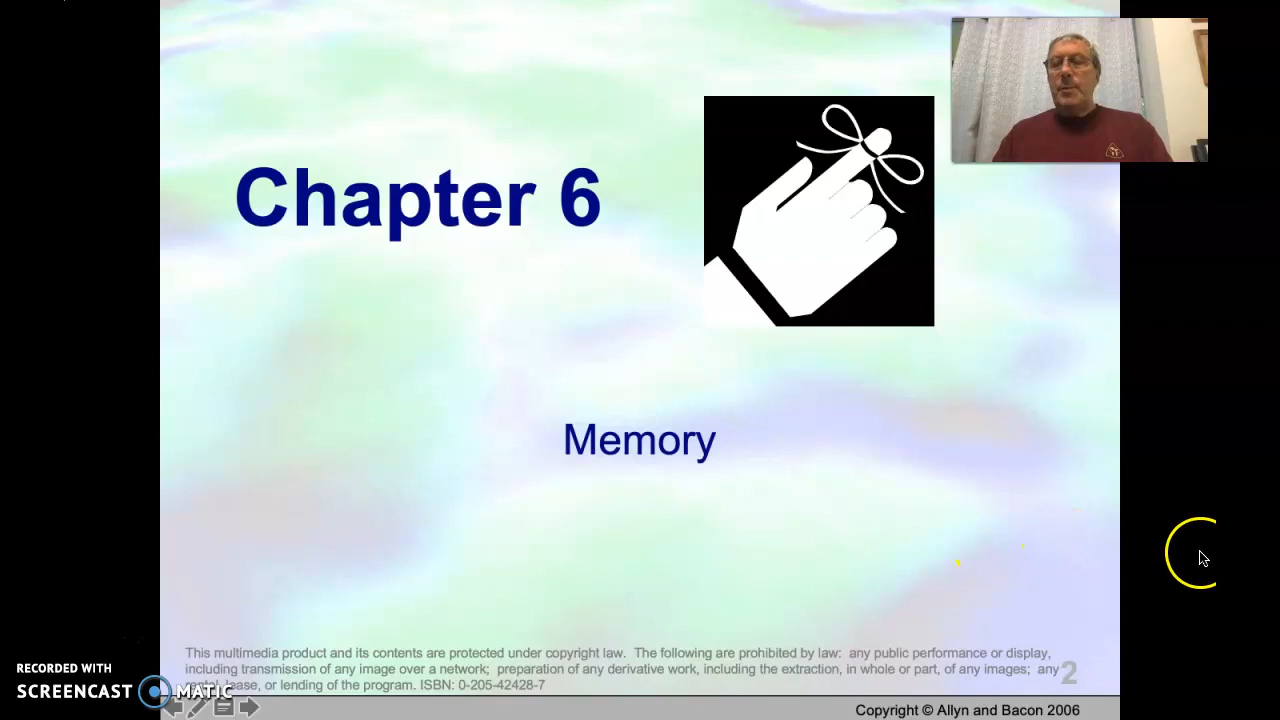 Chapter 6
Memory
This multimedia product and its contents are protected under copyright law. The following are prohibited by law: any public performance or display,
including transmission of any image over a network; preparation of any derivative work, including the extraction, in whole or part, of any images; any
lease, or lending of the program. ISBN: 0-205-42428-7
2
RECORDED WITH
SCREENCAST MATIC
Copyright © Allyn and Bacon 2006